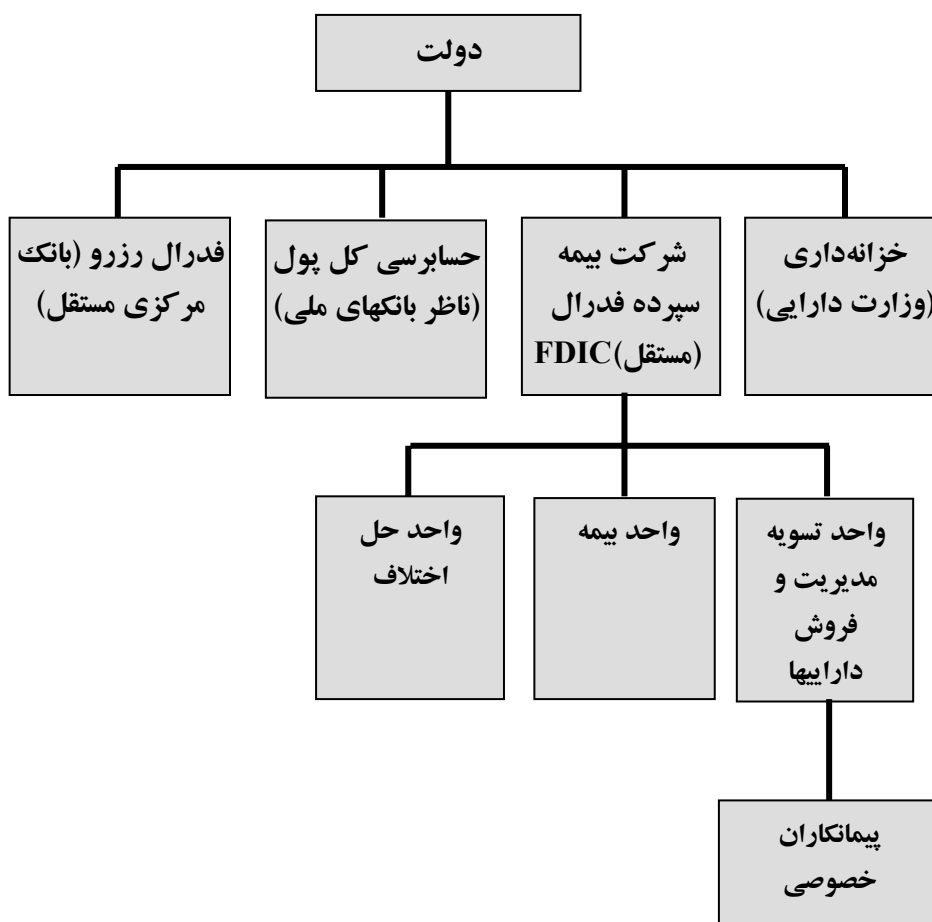 دولت
خزانه‌داری
(وزارت دارایی)
شرکت بیمه
سپرده فدرال
(مستقل)FDIC
حسابرسی کل پول
(ناظر بانکهای ملی)
فدرال رزرو (بانک
مرکزی مستقل)
واحد تسویه
مدیریت و
فروش
داراییها
واحد بیمه
واحد حل
اختلاف
پیمانکاران
خصوصی